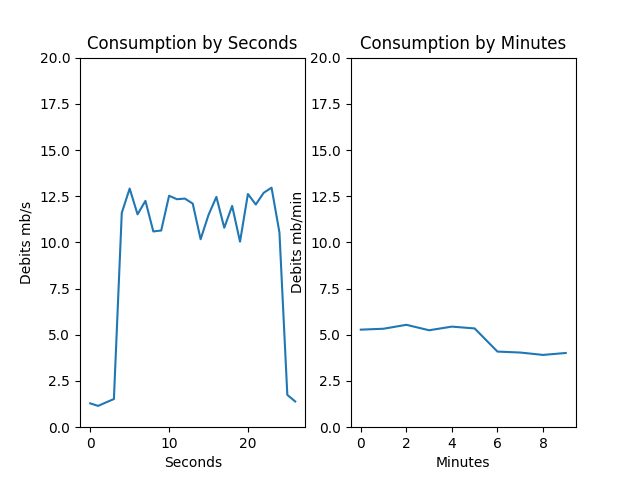 Consumption by Seconds
Debits mb/s
20.0
17.5
15.0
12.5
10.0
7.5
5.0
2.5
0.0
0 10 20
Seconds
Consumption by Minutes
Debits mb/min
20.0
17.5
15.0
12.5
10.0
7.5
5.0
2.5
0.0
0 2 4 6 8
Minutes